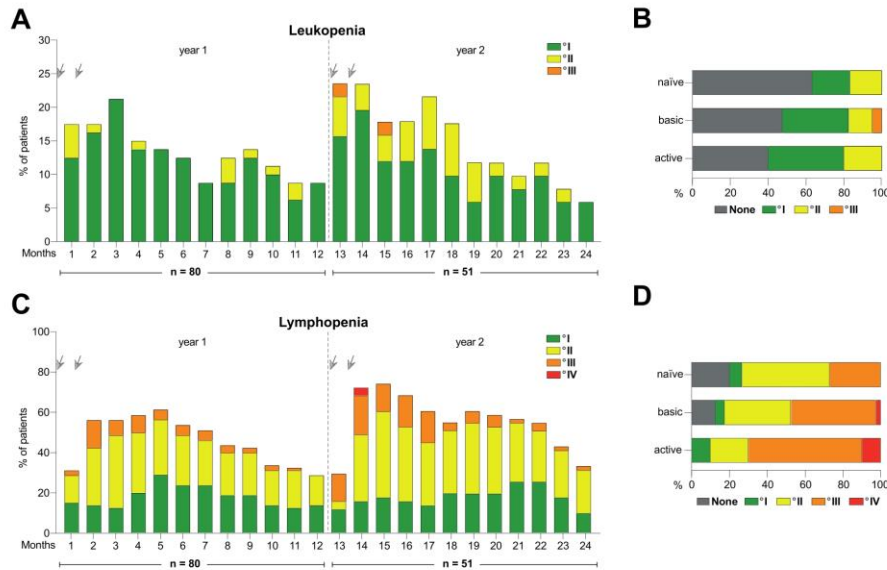 A
Leukopenia
year 1
year 2
°I
°II
°III
% of patients
30
25
20
15
10
5
0
Months
1 2 3 4 5 6 7 8 9 10 11 12 13 14 15 16 17 18 19 20 21 22 23 24
n = 80
n = 51
B
naïve
basic
active
% 0 20 40 60 80 100
None °I °II °III
C
Lymphopenia
year 1
year 2
°I
°II
°III
°IV
% of patients
100
80
60
40
20
0
Months
1 2 3 4 5 6 7 8 9 10 11 12 13 14 15 16 17 18 19 20 21 22 23 24
n = 80
n = 51
D
naïve
basic
active
% 0 20 40 60 80 100
None °I °II °III °IV